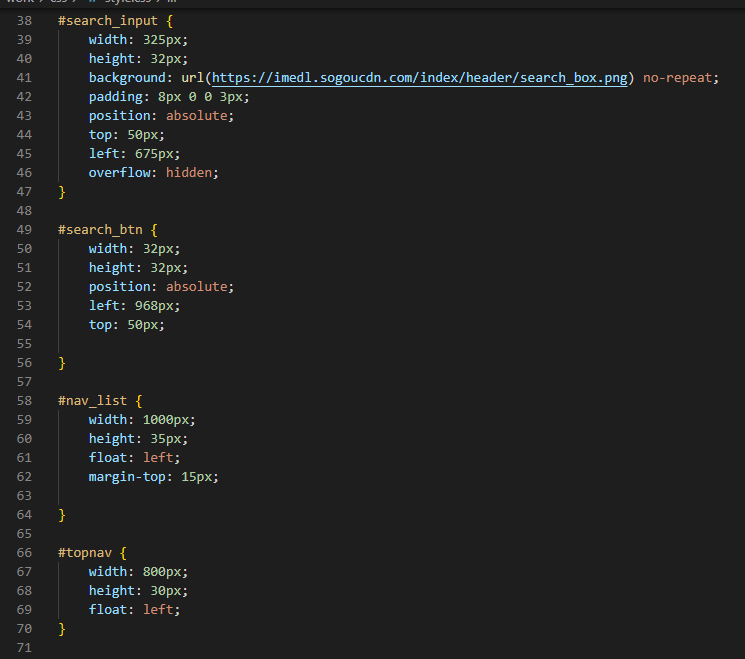 38 #search_input {
39     width: 325px;
40     height: 32px;
41     background: url(https://imedl.sogoucdn.com/index/header/search_box.png) no-repeat;
42     padding: 8px 0 0 3px;
43     position: absolute;
44     top: 50px;
45     left: 675px;
46     overflow: hidden;
47 }
48
49 #search_btn {
50     width: 32px;
51     height: 32px;
52     position: absolute;
53     left: 968px;
54     top: 50px;
55
56 }
57
58 #nav_list {
59     width: 1000px;
60     height: 35px;
61     float: left;
62     margin-top: 15px;
63
64 }
65
66 #topnav {
67     width: 800px;
68     height: 30px;
69     float: left;
70 }
71